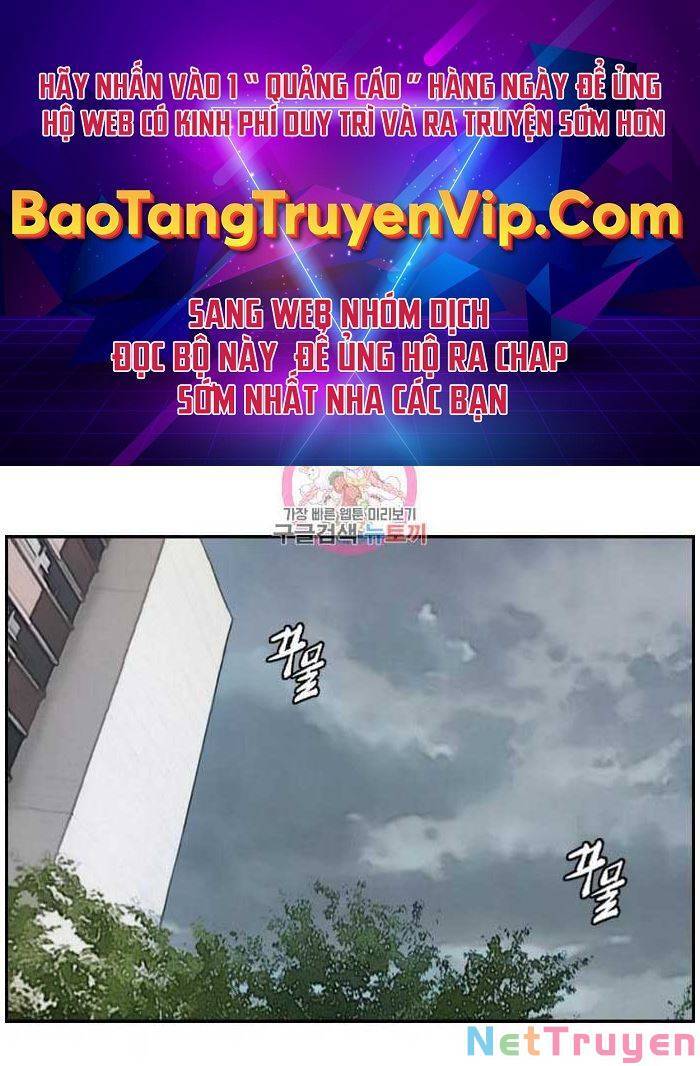 HÃY NHẤN VÀO 1 “ QUẢNG CÁO ” HÀNG NGÀY ĐỂ ỦNG
HỘ WEB CÓ KINH PHÍ DUY TRÌ VÀ RA TRUYỆN SỚM HƠN
BaoTangTruyenVip.Com
SANG WEB NHÓM DỊCH
ĐỌC BỘ NÀY ĐỂ ỦNG HỘ RA CHAP
SỚM NHẤT NHA CÁC BẠN
가장 빠른 웹툰 미리보기
구글검색 뉴토끼
꾸물
꾸물
NetTruyen